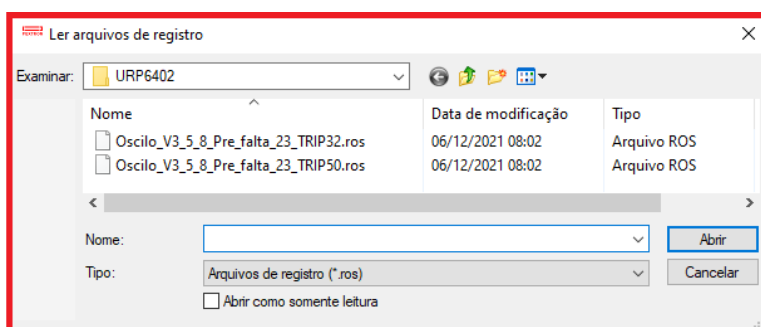 Ler arquivos de registro
Examinar: URP6402
Nome Data de modificação Tipo
Oscilo_V3_5_8_Pre_falta_23_TRIP32.ros 06/12/2021 08:02 Arquivo ROS
Oscilo_V3_5_8_Pre_falta_23_TRIP50.ros 06/12/2021 08:02 Arquivo ROS
Nome: Abrir
Tipo: Arquivos de registro (*.ros) Cancelar
Abrir como somente leitura